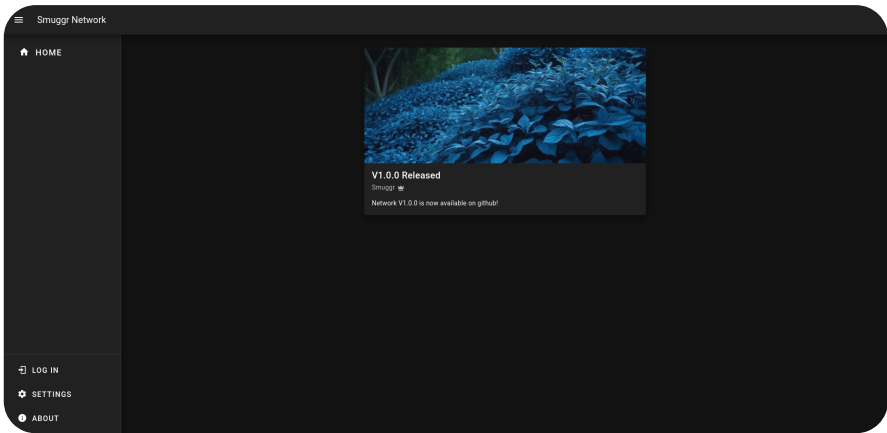 Smuggr Network
HOME
V1.0.0 Released
Smuggr
Network V1.0.0 is now available on github!
LOG IN
SETTINGS
ABOUT